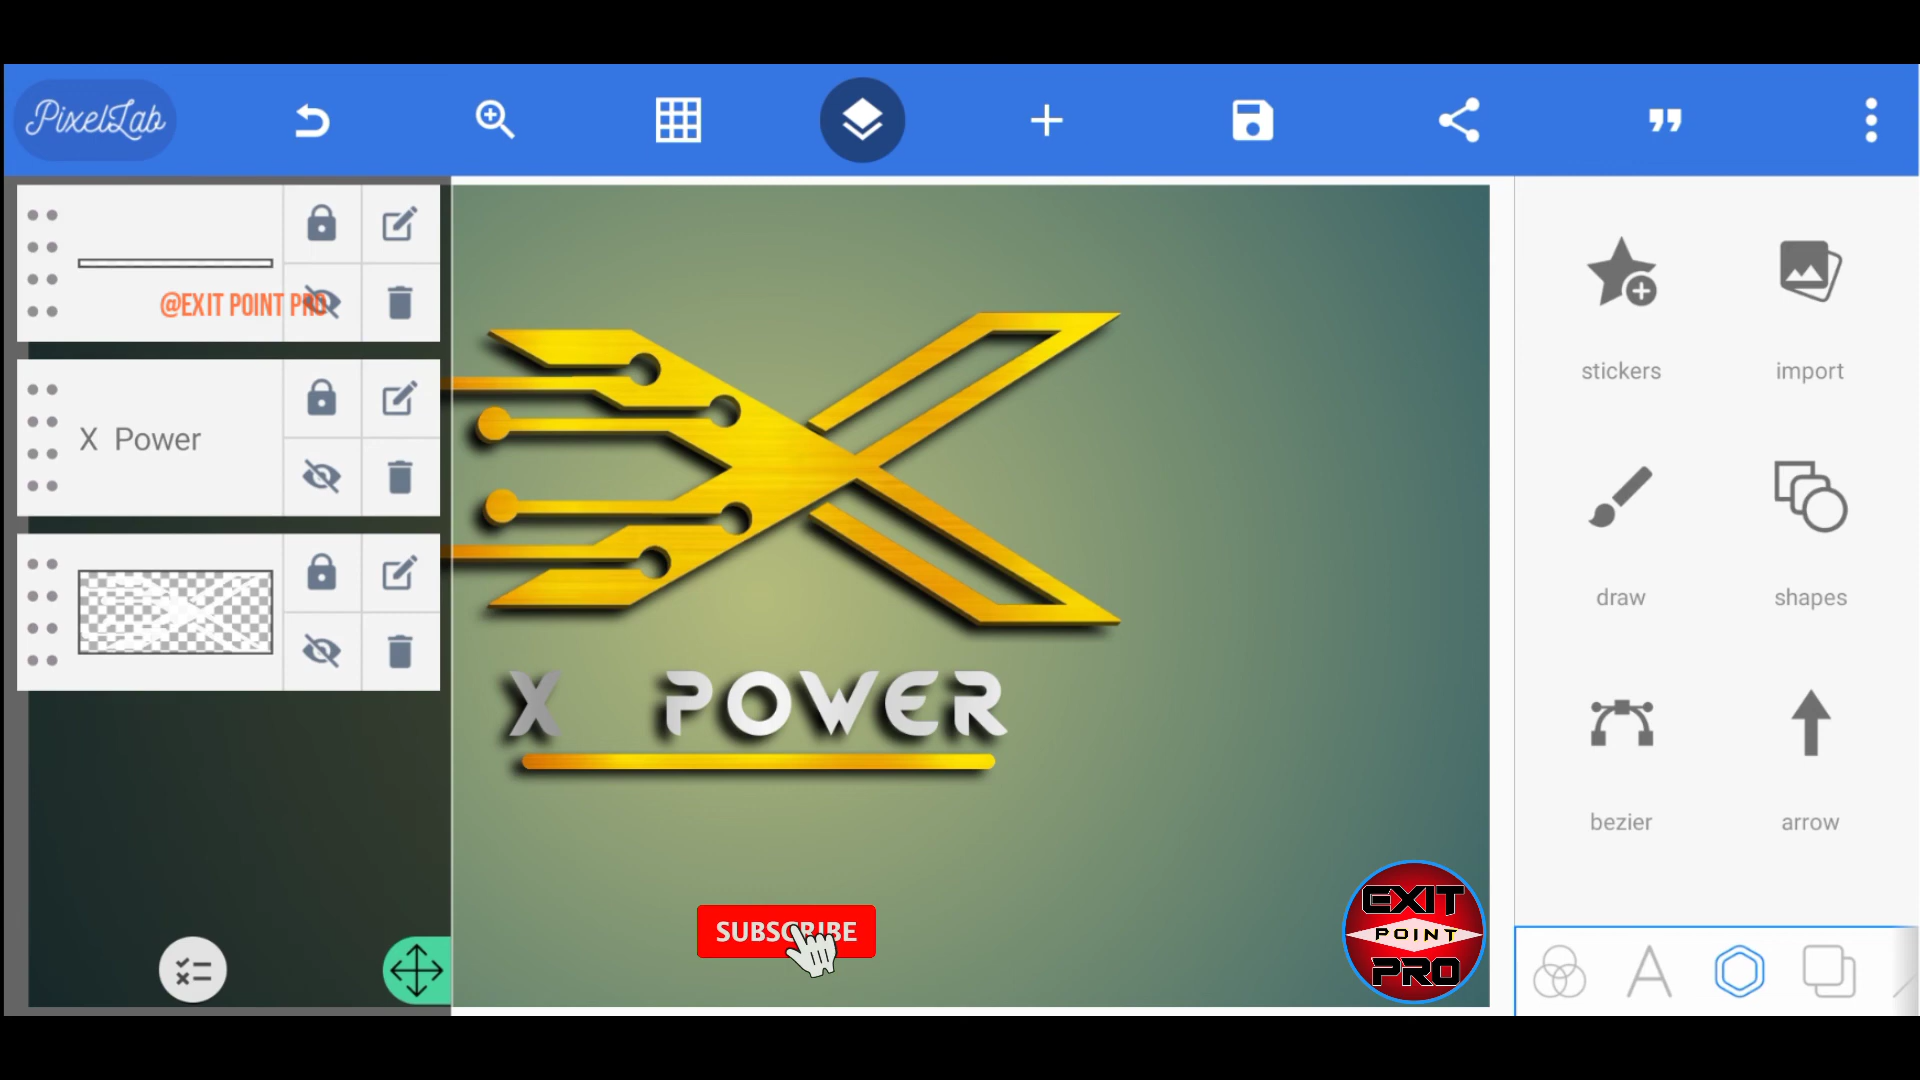 PixelLab
@EXIT POINT PRO
X Power
X POWER
SUBSCRIBE
EXIT
POINT
PRO
stickers
import
draw
shapes
bezier
arrow